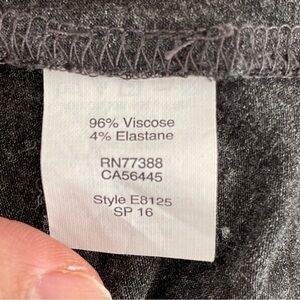 96% Viscose
4% Elastane
RN77388
CA56445
Style E8125
SP 16